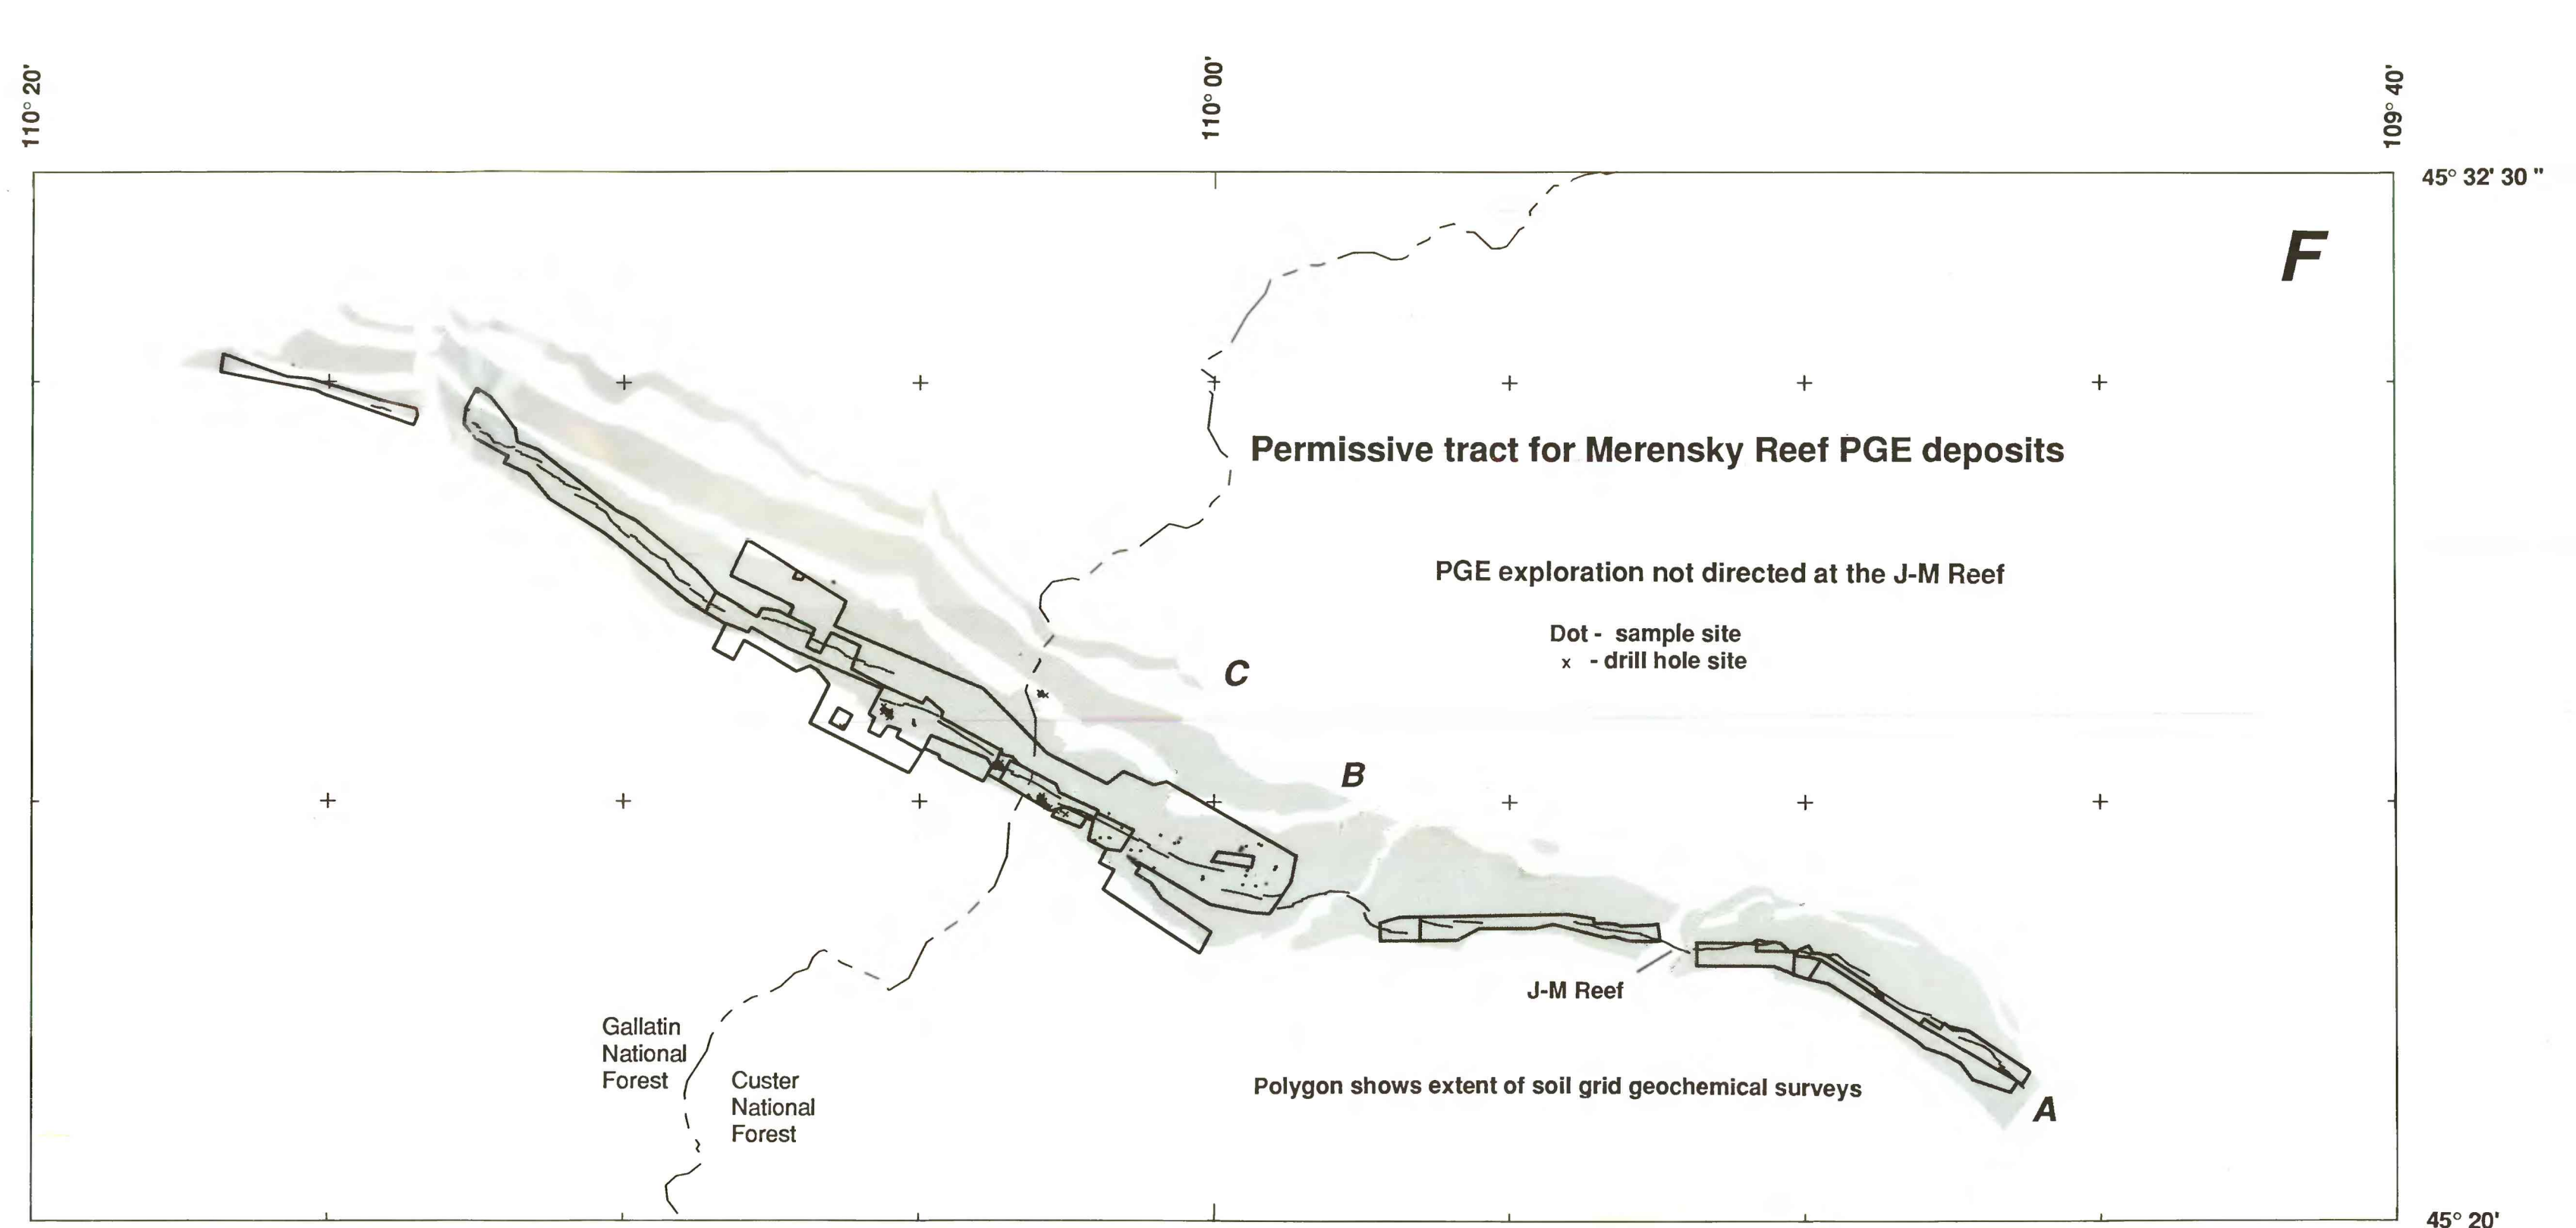 110° 20'
110° 00'
109° 40'
45° 32' 30 "
F
Permissive tract for Merensky Reef PGE deposits
PGE exploration not directed at the J-M Reef
Dot - sample site
x - drill hole site
C
B
J-M Reef
Gallatin
National
Forest
Custer
National
Forest
Polygon shows extent of soil grid geochemical surveys
A
45° 20'